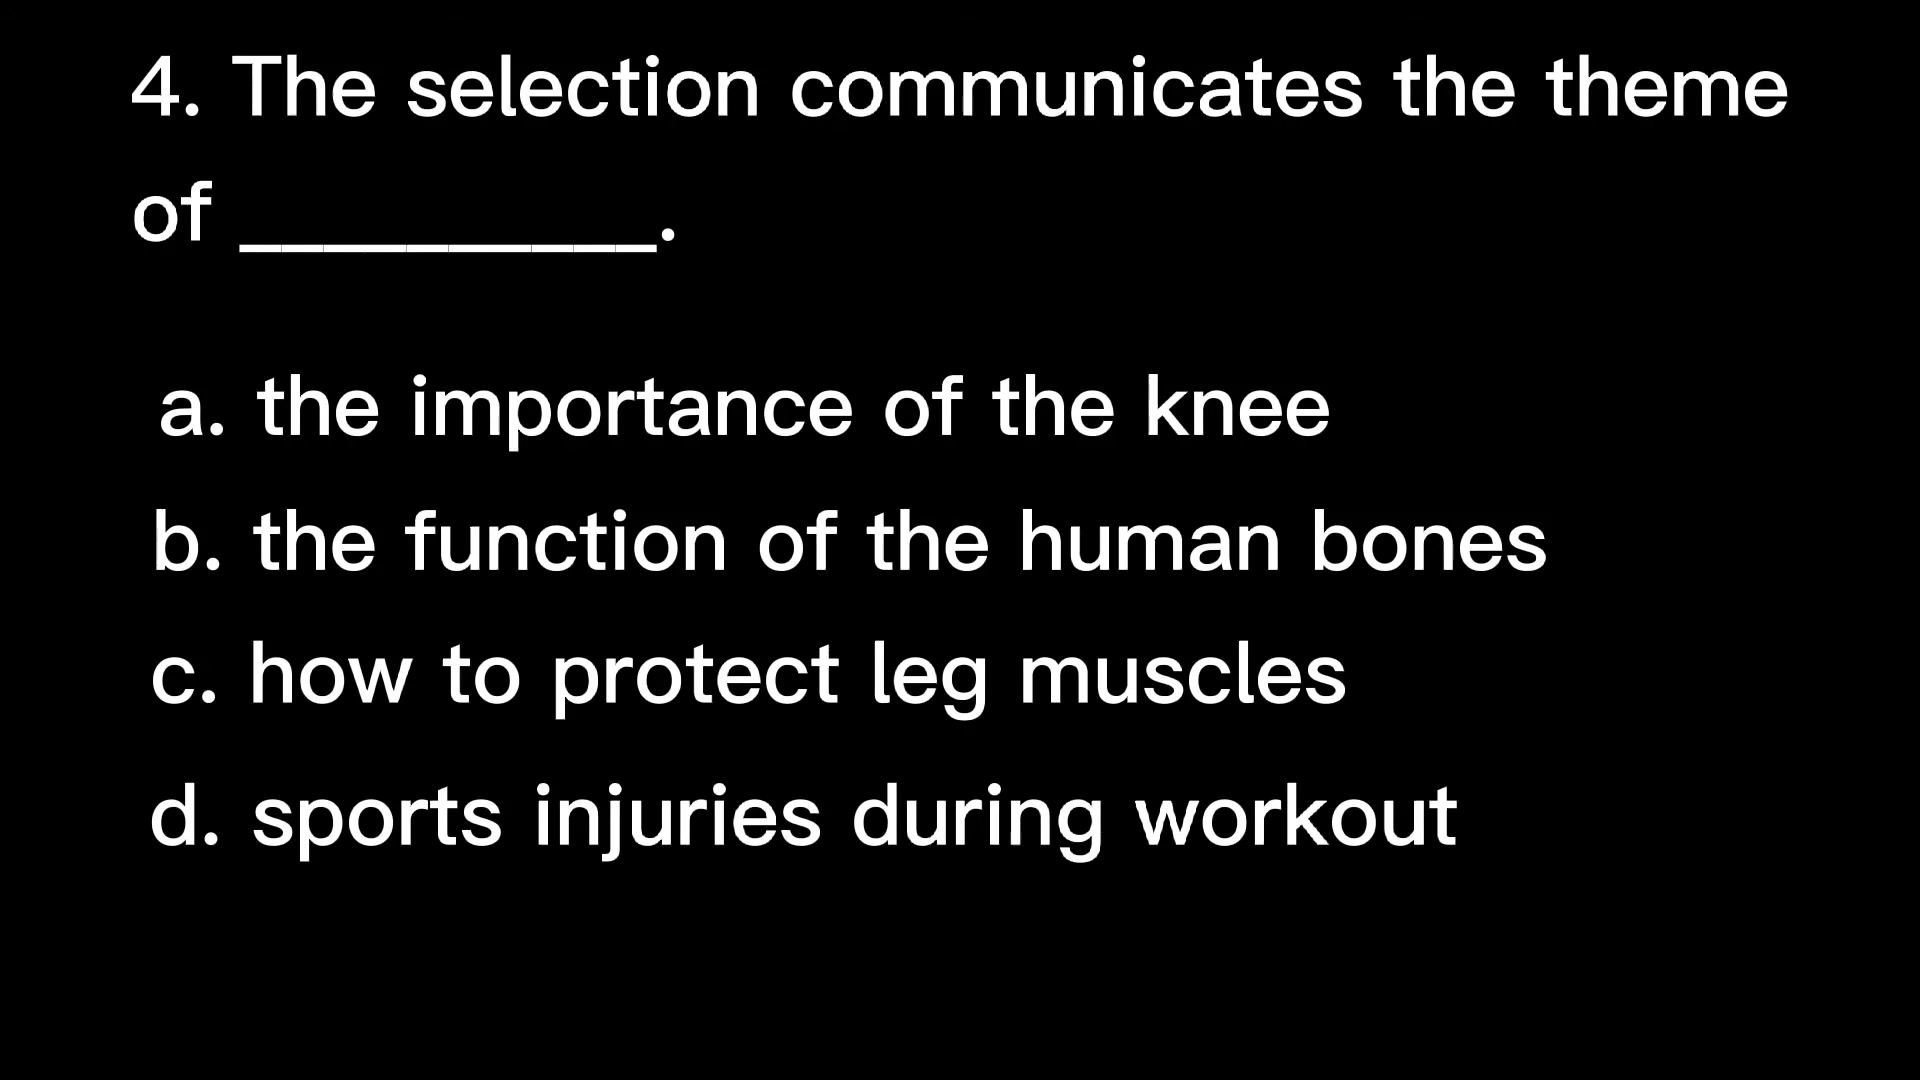 4. The selection communicates the theme
of __________.
a. the importance of the knee
b. the function of the human bones
c. how to protect leg muscles
d. sports injuries during workout